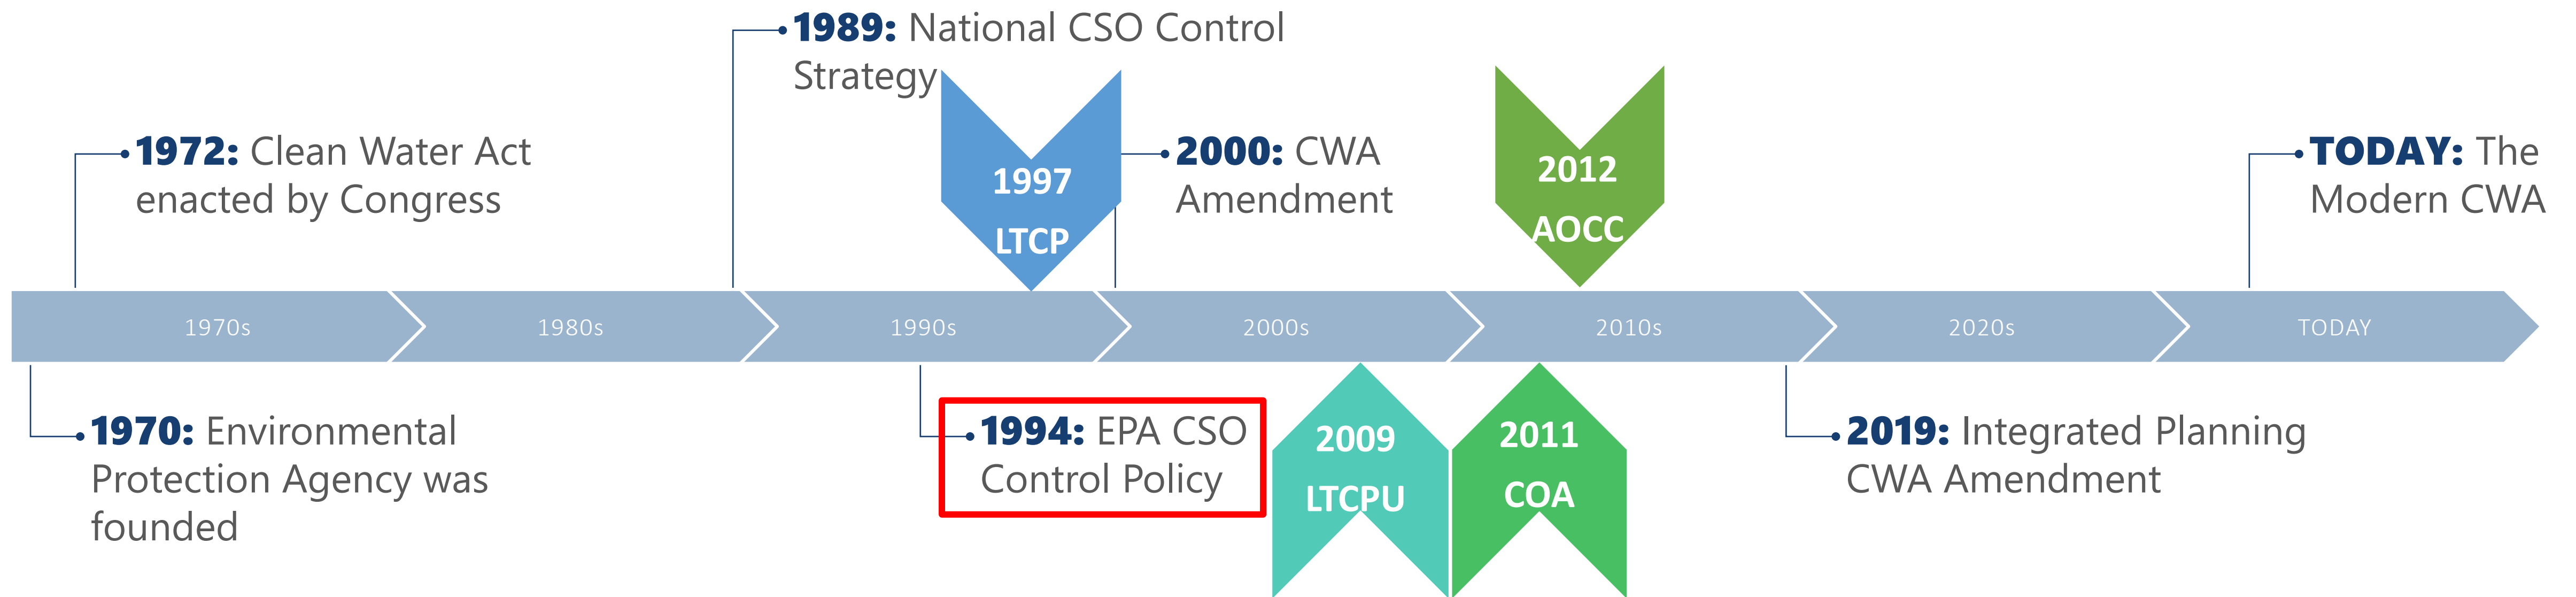 1989: National CSO Control
Strategy
1972: Clean Water Act
enacted by Congress
1997
LTCP
2000: CWA
Amendment
2012
AOCC
TODAY: The
Modern CWA
1970s
1980s
1990s
2000s
2010s
2020s
TODAY
1970: Environmental
Protection Agency was
founded
1994: EPA CSO
Control Policy
2009
LTCPU
2011
COA
2019: Integrated Planning
CWA Amendment